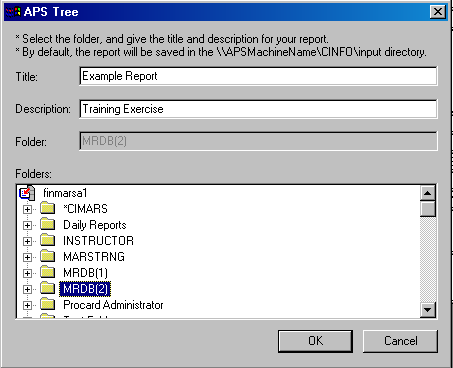 APS Tree
* Select the folder, and give the title and description for your report.
* By default, the report will be saved in the \\APSMachineName\CINFO\input directory.
Title: Example Report
Description: Training Exercise
Folder: MRDB(2)
Folders:
finmarsa1
*CIMARS
Daily Reports
INSTRUCTOR
MARSTRNG
MRDB(1)
MRDB(2)
Procard Administrator
OK Cancel